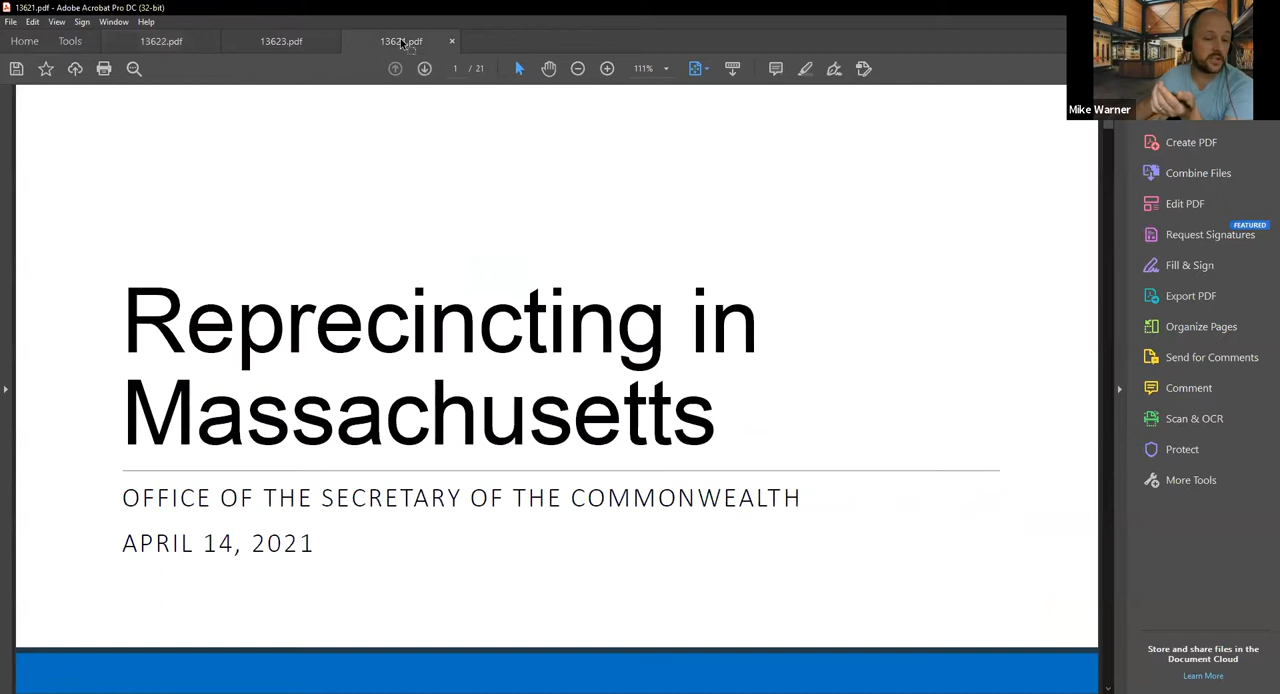 13621.pdf - Adobe Acrobat Pro DC (32-bit)
File Edit View Sign Window Help
Home Tools 13622.pdf 13623.pdf 13621.pdf ×
1 / 21 111%
Mike Warner
Create PDF
Combine Files
Edit PDF
FEATURED
Request Signatures
Fill & Sign
Export PDF
Organize Pages
Send for Comments
Comment
Scan & OCR
Protect
More Tools
Reprecincting in
Massachusetts
OFFICE OF THE SECRETARY OF THE COMMONWEALTH
APRIL 14, 2021
Store and share files in the
Document Cloud
Learn More